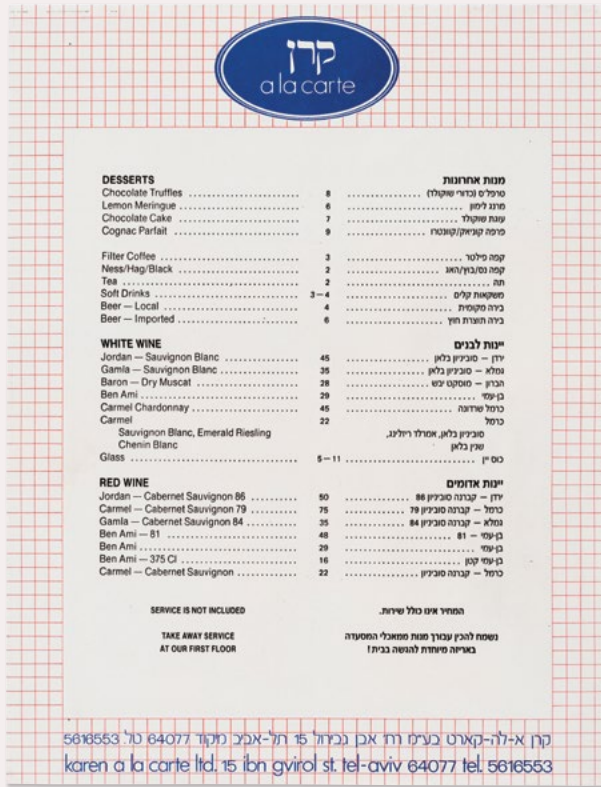 קרן
a la carte
DESSERTS מנות אחרונות
Chocolate Truffles 8 טרפלס (כדורי שוקולד)
Lemon Meringue 6 מרנג לימון
Chocolate Cake 7 עוגת שוקולד
Cognac Parfait 9 פרפה קוניאק/קוונטרו
Filter Coffee 3 קפה פילטר
Ness/Hag/Black 2 קפה נס/בוץ/האג
Tea 2 תה
Soft Drinks 3–4 משקאות קלים
Beer — Local 4 בירה מקומית
Beer — Imported 6 בירה תוצרת חוץ
WHITE WINE יינות לבנים
Jordan — Sauvignon Blanc 45 ירדן — סוביניון בלאן
Gamla — Sauvignon Blanc 35 גמלא — סוביניון בלאן
Baron — Dry Muscat 28 הברון — מוסקט יבש
Ben Ami 29 בן-עמי
Carmel Chardonnay 45 כרמל שרדונה
Carmel 22 כרמל
Sauvignon Blanc, Emerald Riesling סוביניון בלאן, אמרלד ריזלינג,
Chenin Blanc שנין בלאן
Glass 5–11 כוס יין
RED WINE יינות אדומים
Jordan — Cabernet Sauvignon 86 50 ירדן — קברנה סוביניון 86
Carmel — Cabernet Sauvignon 79 75 כרמל — קברנה סוביניון 79
Gamla — Cabernet Sauvignon 84 35 גמלא — קברנה סוביניון 84
Ben Ami — 81 48 בן-עמי — 81
Ben Ami 29 בן-עמי
Ben Ami — 375 Cl 16 בן-עמי קטן
Carmel — Cabernet Sauvignon 22 כרמל — קברנה סוביניון
SERVICE IS NOT INCLUDED המחיר אינו כולל שירות.
TAKE AWAY SERVICE נשמח להכין עבורך מנות ממאכלי המסעדה
AT OUR FIRST FLOOR באריזה מיוחדת להגשה בבית!
קרן א-לה-קארט בע״מ רח׳ אבן גבירול 15 תל-אביב מיקוד 64077 טל. 5616553
karen a la carte ltd. 15 ibn gvirol st. tel-aviv 64077 tel. 5616553